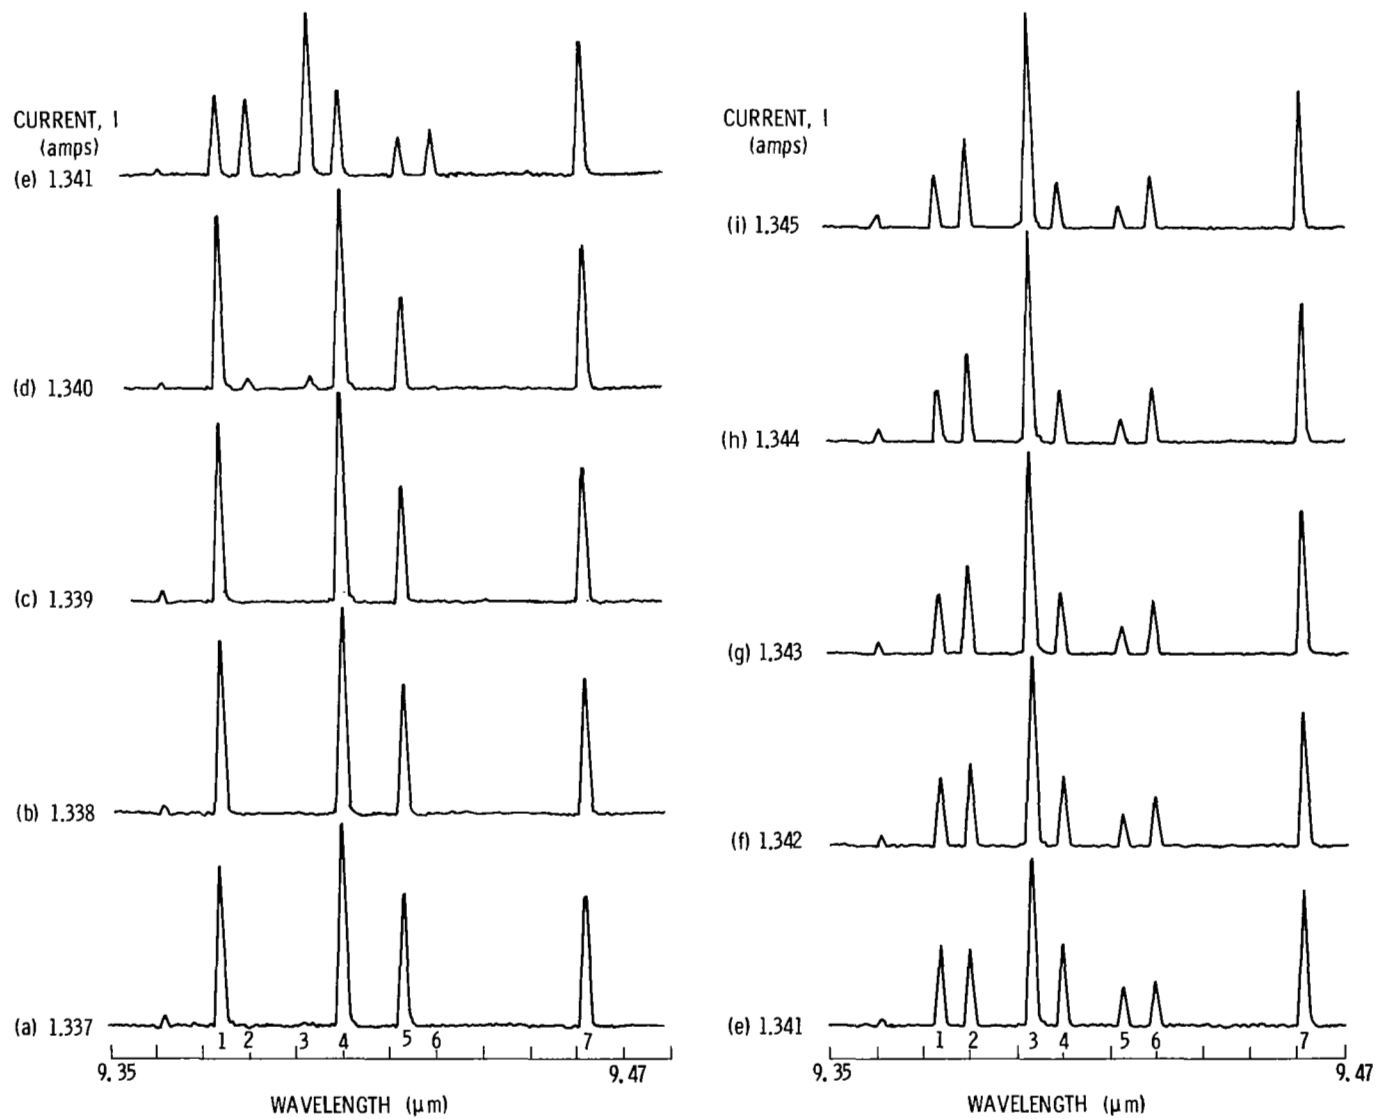 CURRENT, I
(amps)
(e) 1.341
(d) 1.340
(c) 1.339
(b) 1.338
(a) 1.337
1 2 3 4 5 6 7
9.35 9.47
WAVELENGTH (μm)
CURRENT, I
(amps)
(i) 1.345
(h) 1.344
(g) 1.343
(f) 1.342
(e) 1.341
1 2 3 4 5 6 7
9.35 9.47
WAVELENGTH (μm)